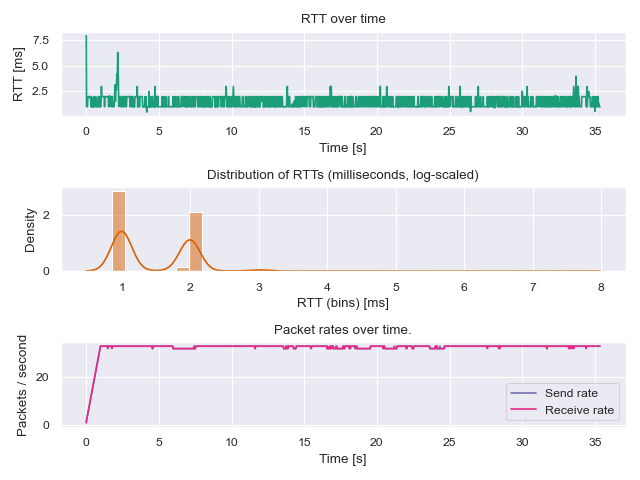 RTT over time
RTT [ms]
7.5
5.0
2.5
0 5 10 15 20 25 30 35
Time [s]
Distribution of RTTs (milliseconds, log-scaled)
Density
2
0
1 2 3 4 5 6 7 8
RTT (bins) [ms]
Packet rates over time.
Packets / second
20
0
Send rate
Receive rate
0 5 10 15 20 25 30 35
Time [s]